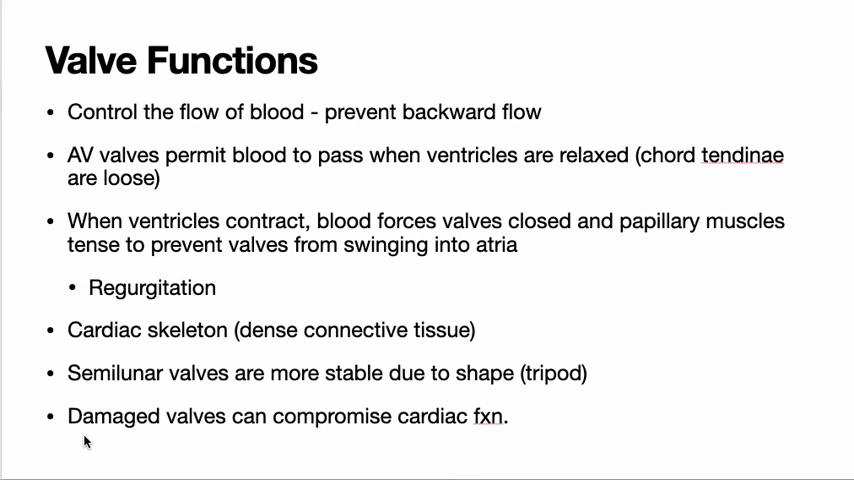 Valve Functions
• Control the flow of blood - prevent backward flow
• AV valves permit blood to pass when ventricles are relaxed (chord tendinae
are loose)
• When ventricles contract, blood forces valves closed and papillary muscles
tense to prevent valves from swinging into atria
• Regurgitation
• Cardiac skeleton (dense connective tissue)
• Semilunar valves are more stable due to shape (tripod)
• Damaged valves can compromise cardiac fxn.